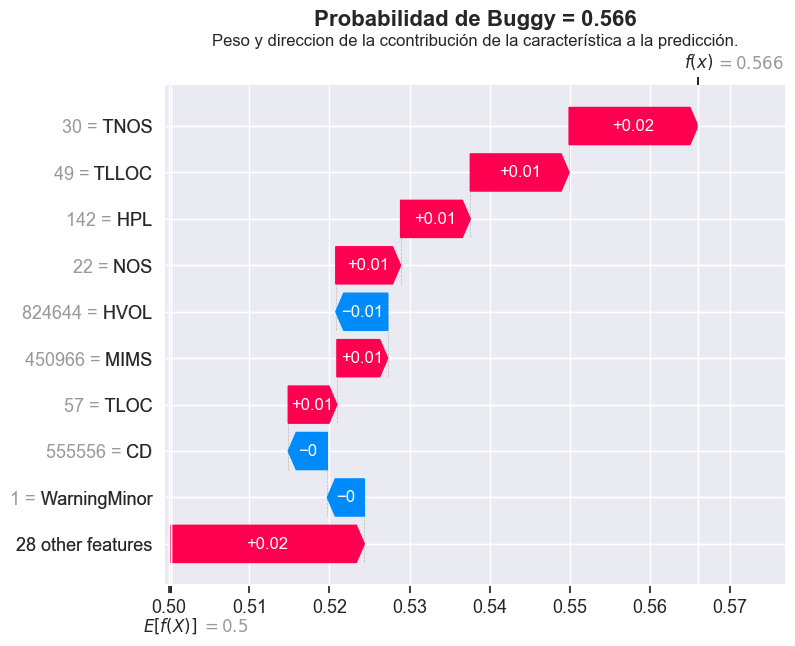 Probabilidad de Buggy = 0.566
Peso y direccion de la ccontribución de la característica a la predicción.
f(x) = 0.566
30 = TNOS +0.02
49 = TLLOC +0.01
142 = HPL +0.01
22 = NOS +0.01
824644 = HVOL −0.01
450966 = MIMS +0.01
57 = TLOC +0.01
555556 = CD −0
1 = WarningMinor −0
28 other features +0.02
0.50 0.51 0.52 0.53 0.54 0.55 0.56 0.57
E[f(X)] = 0.5